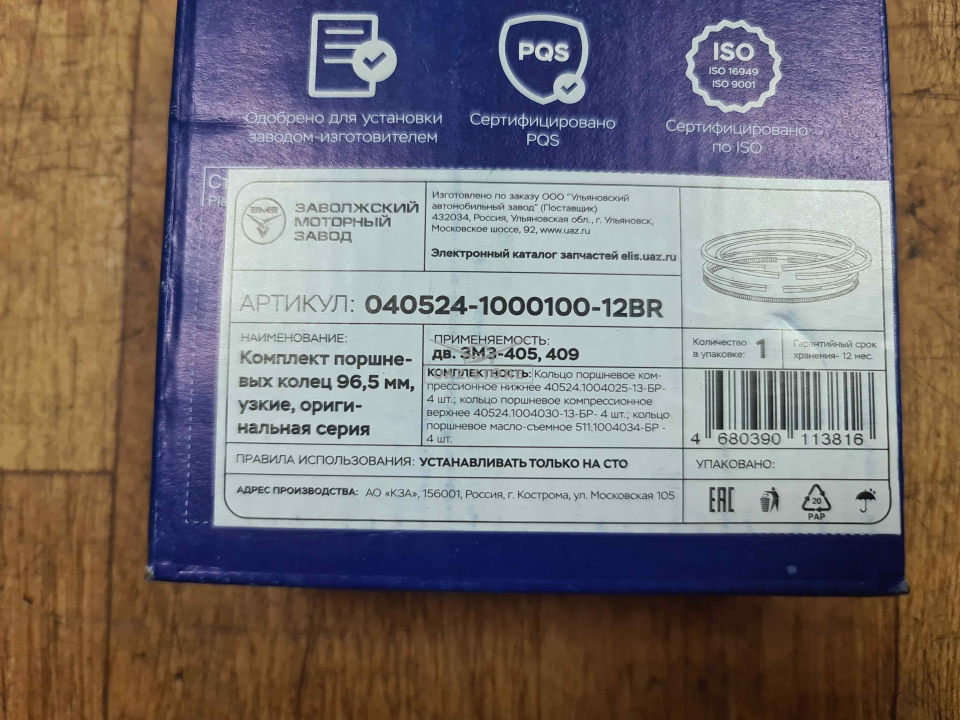 PQS
ISO
ISO 16949
ISO 9001
Одобрено для установки
заводом-изготовителем
Сертифицировано
PQS
Сертифицировано
по ISO
ЗМЗ
ЗАВОЛЖСКИЙ
МОТОРНЫЙ
ЗАВОД
Изготовлено по заказу ООО "Ульяновский
автомобильный завод" (Поставщик)
432034, Россия, Ульяновская обл., г. Ульяновск,
Московское шоссе, 92, www.uaz.ru
Электронный каталог запчастей elis.uaz.ru
АРТИКУЛ: 040524-1000100-12BR
НАИМЕНОВАНИЕ:
Комплект поршне-
вых колец 96,5 мм,
узкие, ориги-
нальная серия
ПРИМЕНЯЕМОСТЬ:
дв. ЗМЗ-405, 409
КОМПЛЕКТНОСТЬ: Кольцо поршневое ком-
прессионное нижнее 40524.1004025-13-БР-
4 шт.; кольцо поршневое компрессионное
верхнее 40524.1004030-13-БР- 4 шт.; кольцо
поршневое масло-съемное 511.1004034-БР -
4 шт.
Количество
в упаковке: 1
Гарантийный срок
хранения- 12 мес.
4 680390 113816
ПРАВИЛА ИСПОЛЬЗОВАНИЯ: УСТАНАВЛИВАТЬ ТОЛЬКО НА СТО
УПАКОВАНО:
АДРЕС ПРОИЗВОДСТВА: АО «КЗА», 156001, Россия, г. Кострома, ул. Московская 105
EAC
20
PAP